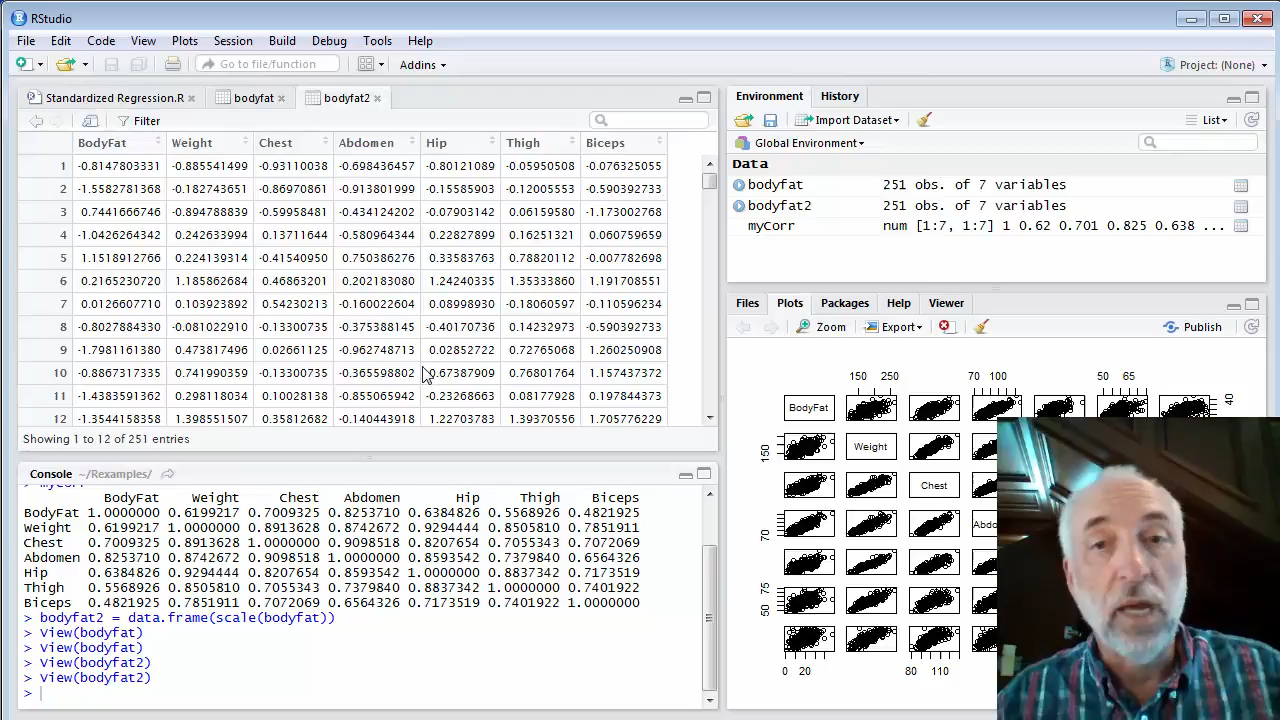 RStudio
File Edit Code View Plots Session Build Debug Tools Help
Go to file/function Addins Project: (None)
Standardized Regression.R bodyfat bodyfat2
Filter
BodyFat Weight Chest Abdomen Hip Thigh Biceps
1 -0.8147803331 -0.885541499 -0.93110038 -0.698436457 -0.80121089 -0.05950508 -0.076325055
2 -1.5582781368 -0.182743651 -0.86970861 -0.913801999 -0.15585903 -0.12005553 -0.590392733
3 0.7441666746 -0.894788839 -0.59958481 -0.434124202 -0.07903142 0.06159580 -1.173002768
4 -1.0426264342 0.242633994 0.13711644 -0.580964344 0.22827899 0.16251321 0.060759659
5 1.1518912766 0.224139314 -0.41540950 0.750386276 0.33583763 0.78820112 -0.007782698
6 0.2165230720 1.185862684 0.46863201 0.202183080 1.24240335 1.35333860 1.191708551
7 0.0126607710 0.103923892 0.54230213 -0.160022604 0.08998930 -0.18060597 -0.110596234
8 -0.8027884330 -0.081022910 -0.13300735 -0.375388145 -0.40170736 0.14232973 -0.590392733
9 -1.7981161380 0.473817496 0.02661125 -0.962748713 0.02852722 0.72765068 1.260250908
10 -0.8867317335 0.741990359 -0.13300735 -0.365598802 0.67387909 0.76801764 1.157437372
11 -1.4383591362 0.298118034 0.10028138 -0.855065942 -0.23268663 0.08177928 0.197844373
12 -1.3544158358 1.398551507 0.35812682 -0.140443918 1.22703783 1.39370556 1.705776229
Showing 1 to 12 of 251 entries
Console ~/Rexamples/
BodyFat Weight Chest Abdomen Hip Thigh Biceps
BodyFat 1.0000000 0.6199217 0.7009325 0.8253710 0.6384826 0.5568926 0.4821925
Weight 0.6199217 1.0000000 0.8913628 0.8742672 0.9294444 0.8505810 0.7851911
Chest 0.7009325 0.8913628 1.0000000 0.9098518 0.8207654 0.7055343 0.7072069
Abdomen 0.8253710 0.8742672 0.9098518 1.0000000 0.8593542 0.7379840 0.6564326
Hip 0.6384826 0.9294444 0.8207654 0.8593542 1.0000000 0.8837342 0.7173519
Thigh 0.5568926 0.8505810 0.7055343 0.7379840 0.8837342 1.0000000 0.7401922
Biceps 0.4821925 0.7851911 0.7072069 0.6564326 0.7173519 0.7401922 1.0000000
> bodyfat2 = data.frame(scale(bodyfat))
> View(bodyfat)
> View(bodyfat)
> View(bodyfat2)
> View(bodyfat2)
>
Environment History
Import Dataset List
Global Environment
Data
bodyfat 251 obs. of 7 variables
bodyfat2 251 obs. of 7 variables
myCorr num [1:7, 1:7] 1 0.62 0.701 0.825 0.638 ...
Files Plots Packages Help Viewer
Zoom Export Publish
150 250 70 100 50 65
BodyFat 40
150 Weight
Chest
70
75
50
0 20 80 110